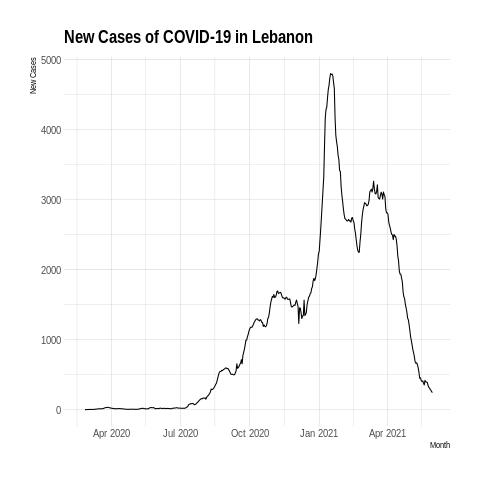 New Cases of COVID-19 in Lebanon
New Cases
5000
4000
3000
2000
1000
0
Apr 2020 Jul 2020 Oct 2020 Jan 2021 Apr 2021
Month